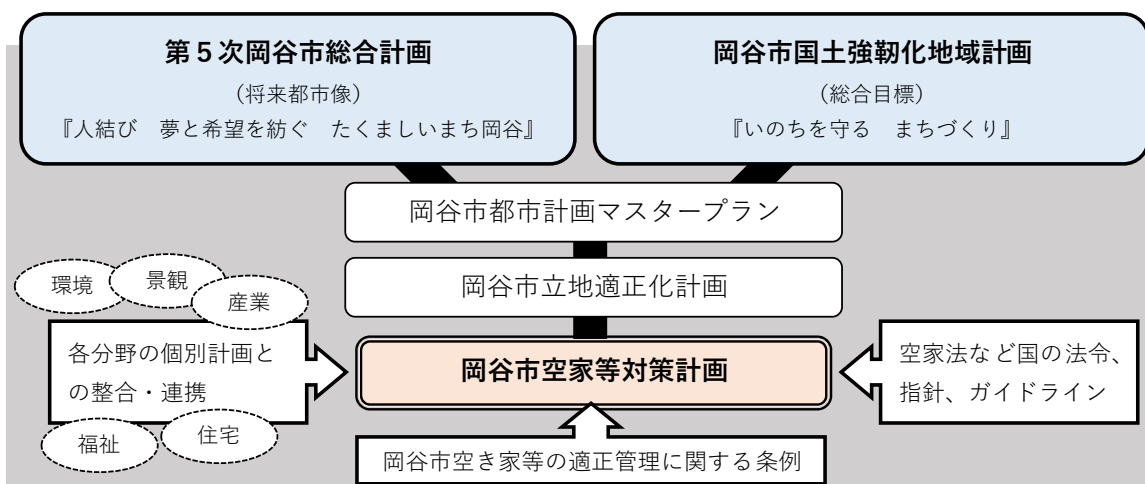 第5次岡谷市総合計画
（将来都市像）
『人結び　夢と希望を紡ぐ　たくましいまち岡谷』
岡谷市国土強靭化地域計画
（総合目標）
『いのちを守る　まちづくり』
岡谷市都市計画マスタープラン
岡谷市立地適正化計画
環境
景観
産業
各分野の個別計画と
の整合・連携
福祉
住宅
岡谷市空家等対策計画
空家法など国の法令、
指針、ガイドライン
岡谷市空き家等の適正管理に関する条例